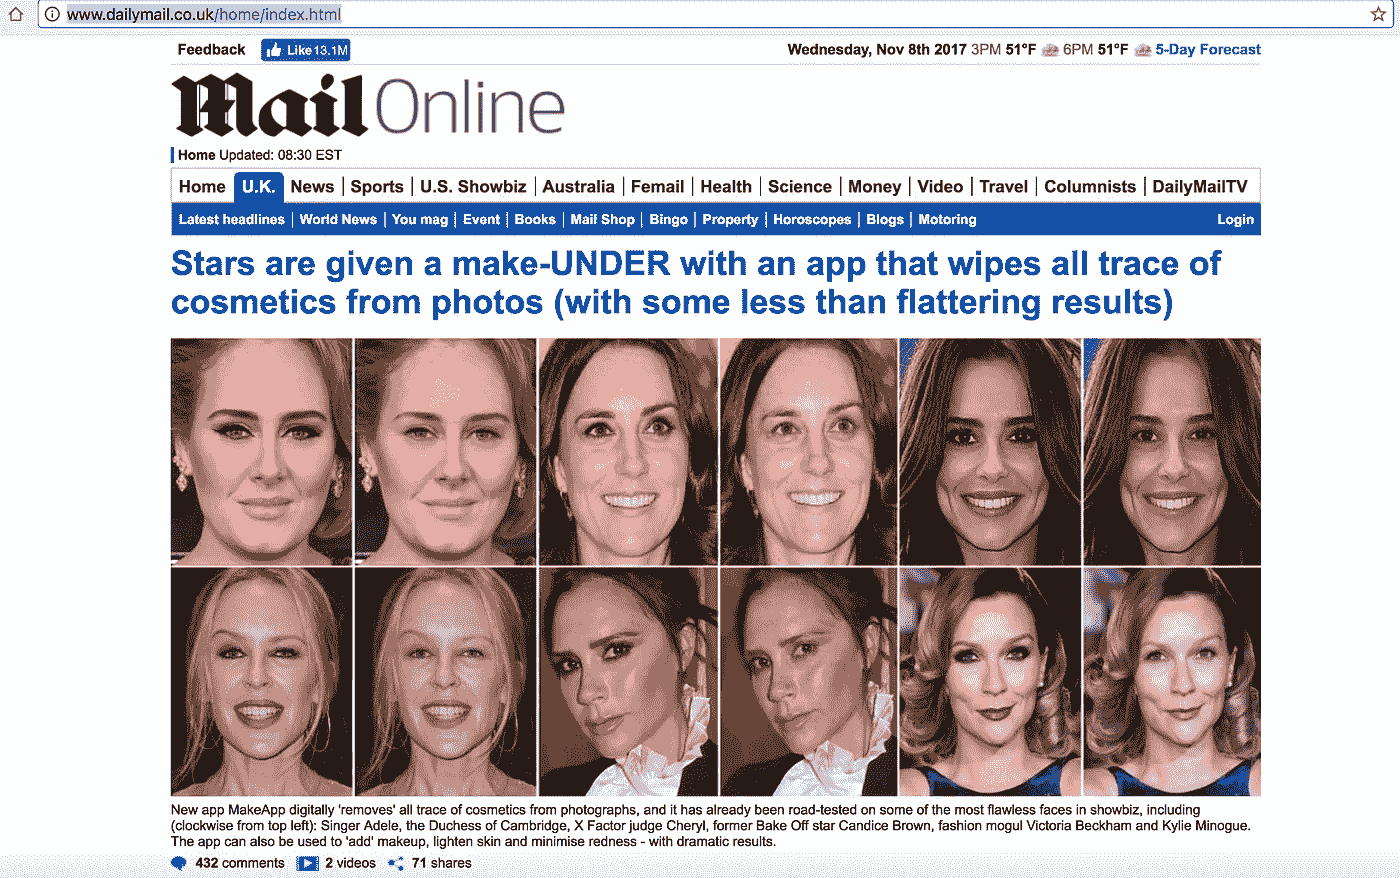 www.dailymail.co.uk/home/index.html
Feedback Like 13.1M Wednesday, Nov 8th 2017 3PM 51°F 6PM 51°F 5-Day Forecast
Mail Online
Home Updated: 08:30 EST
Home U.K. News Sports U.S. Showbiz Australia Femail Health Science Money Video Travel Columnists DailyMailTV
Latest headlines World News You mag Event Books Mail Shop Bingo Property Horoscopes Blogs Motoring Login
Stars are given a make-UNDER with an app that wipes all trace of
cosmetics from photos (with some less than flattering results)
New app MakeApp digitally 'removes' all trace of cosmetics from photographs, and it has already been road-tested on some of the most flawless faces in showbiz, including
(clockwise from top left): Singer Adele, the Duchess of Cambridge, X Factor judge Cheryl, former Bake Off star Candice Brown, fashion mogul Victoria Beckham and Kylie Minogue.
The app can also be used to 'add' makeup, lighten skin and minimise redness - with dramatic results.
432 comments 2 videos 71 shares